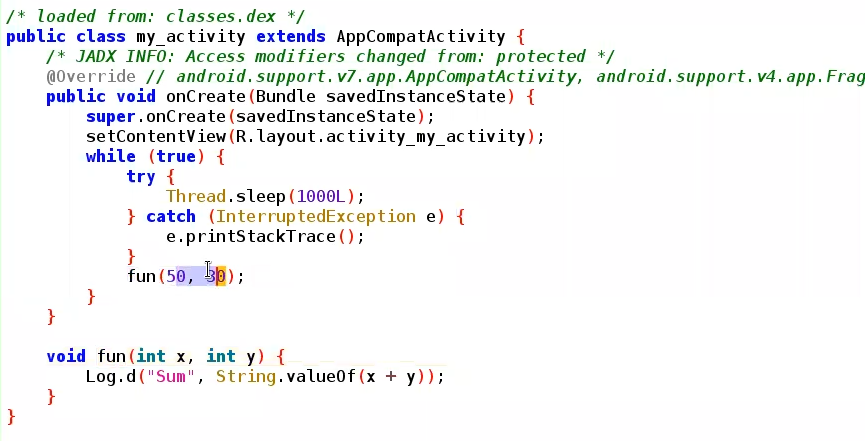 /* loaded from: classes.dex */
public class my_activity extends AppCompatActivity {
/* JADX INFO: Access modifiers changed from: protected */
@Override // android.support.v7.app.AppCompatActivity, android.support.v4.app.Frag
public void onCreate(Bundle savedInstanceState) {
super.onCreate(savedInstanceState);
setContentView(R.layout.activity_my_activity);
while (true) {
try {
Thread.sleep(1000L);
} catch (InterruptedException e) {
e.printStackTrace();
}
fun(50, 30);
}
}
void fun(int x, int y) {
Log.d("Sum", String.valueOf(x + y));
}
}